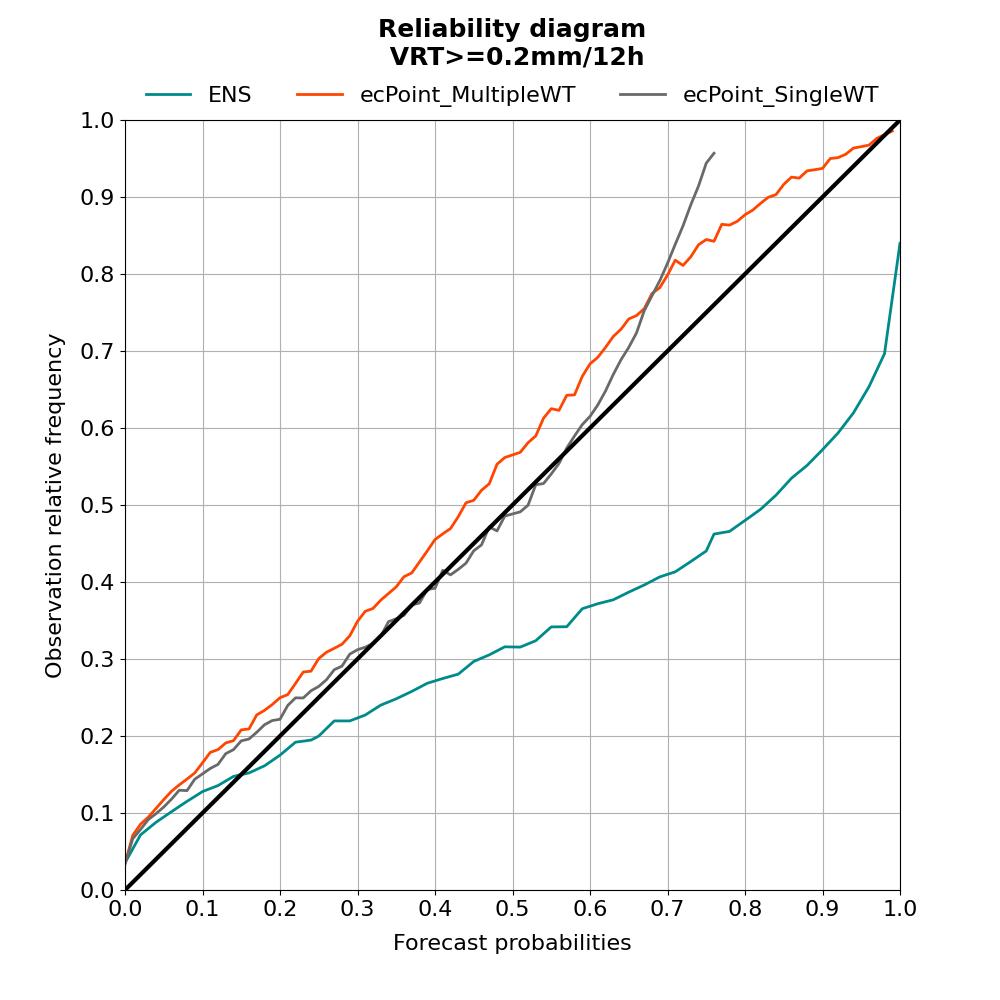 Reliability diagram
VRT>=0.2mm/12h
ENS ecPoint_MultipleWT ecPoint_SingleWT
1.0
0.9
0.8
0.7
0.6
0.5
0.4
0.3
0.2
0.1
0.0
Observation relative frequency
0.0 0.1 0.2 0.3 0.4 0.5 0.6 0.7 0.8 0.9 1.0
Forecast probabilities